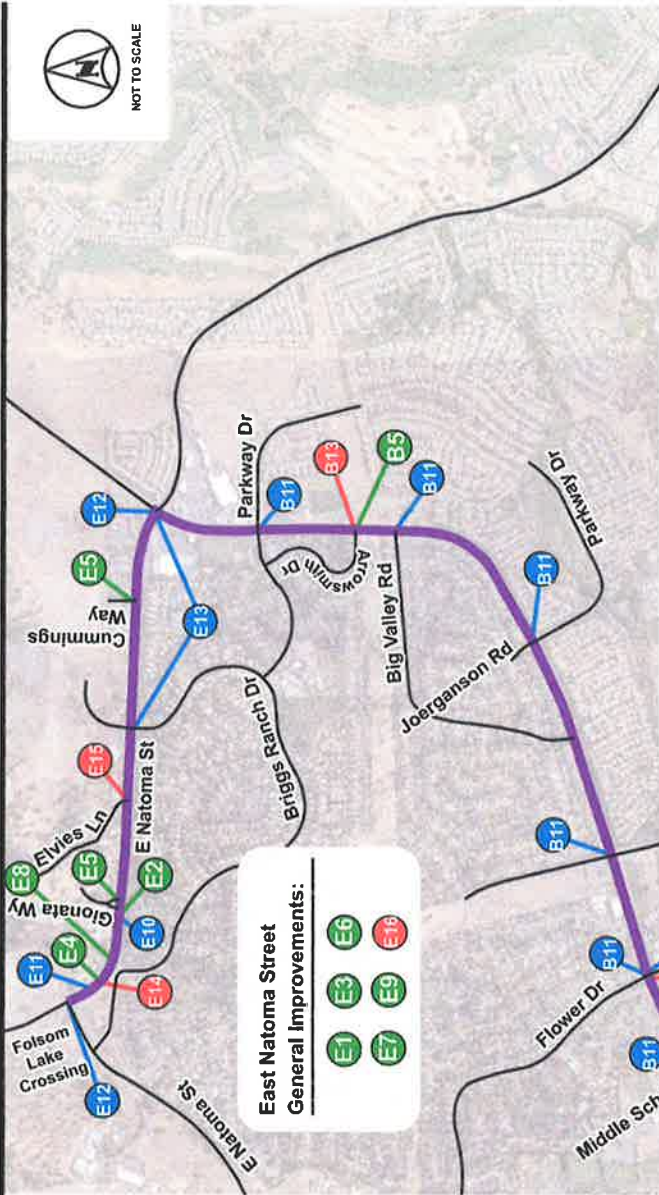 N
NOT TO SCALE
E12
E5
Cummings
Way
E13
E15
Elvies Ln
E Natoma St
E8
Gionata Wy
E5
E2
E10
E4
E11
E14
Folsom
Lake
Crossing
E12
E Natoma St
Briggs Ranch Dr
Parkway Dr
B11
Arrowsmith Dr
B13
B5
Big Valley Rd
B11
Joerganson Rd
B11
Parkway Dr
B11
B11
Flower Dr
B11
Middle Sch
East Natoma Street
General Improvements:
E1 E3 E6
E7 E9 E16